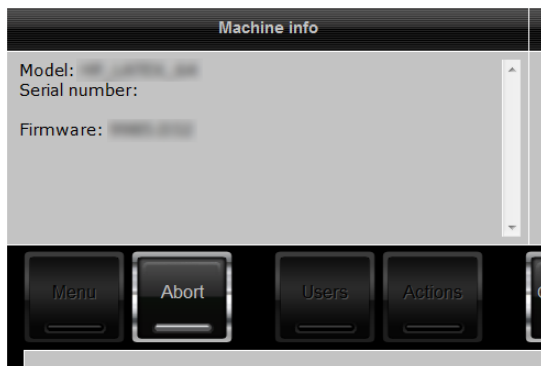 Machine info
Model:
Serial number:
Firmware:
Menu
Abort
Users
Actions